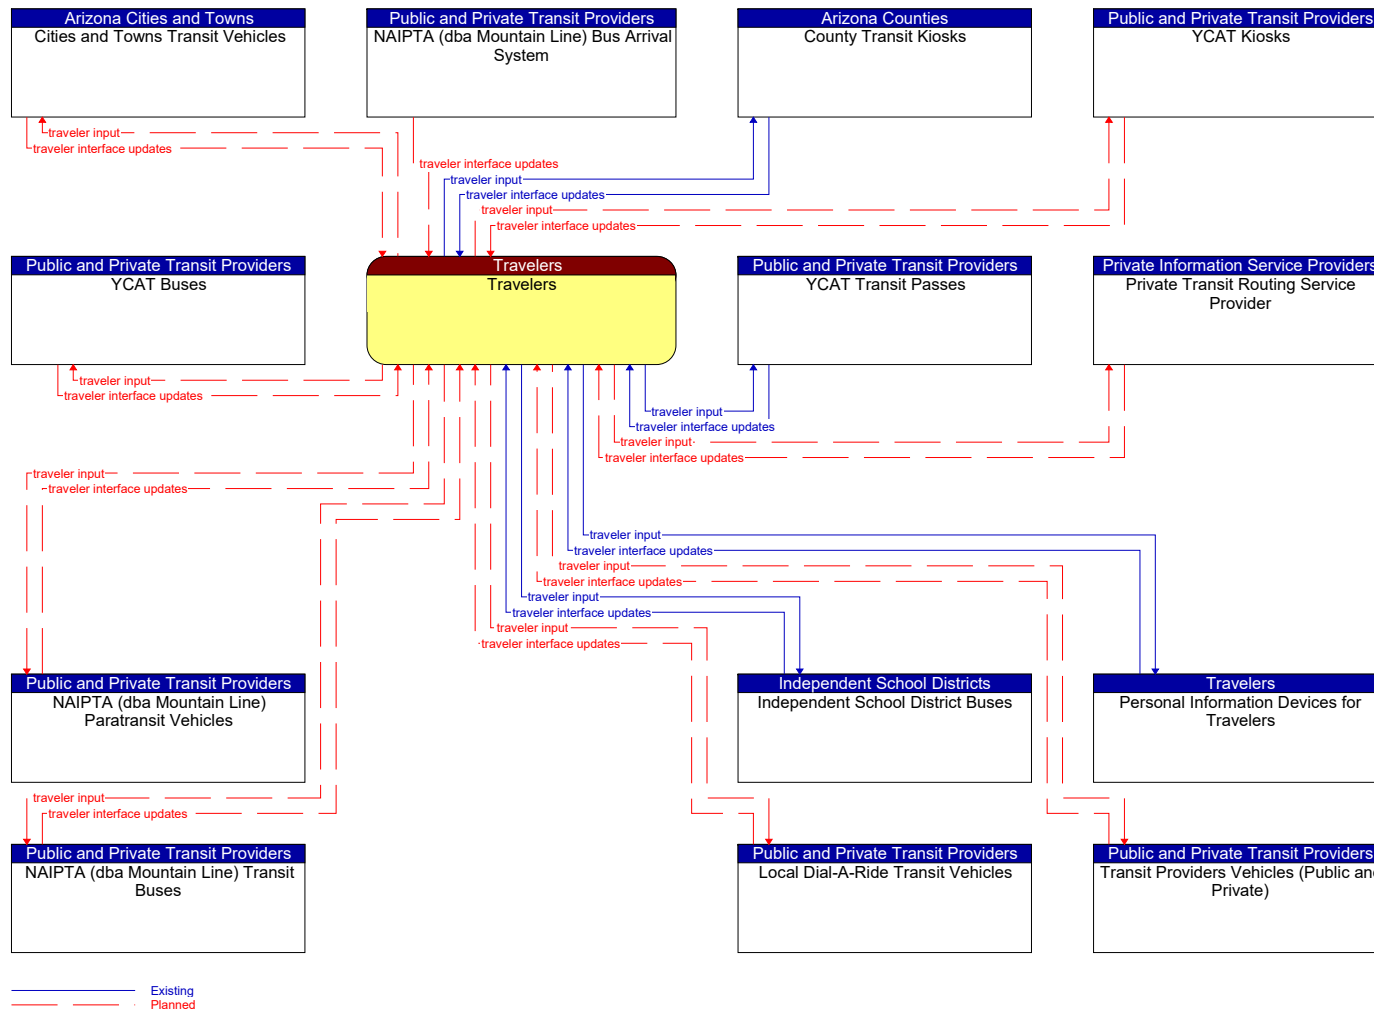 Arizona Cities and Towns
Cities and Towns Transit Vehicles
Public and Private Transit Providers
NAIPTA (dba Mountain Line) Bus Arrival
System
Arizona Counties
County Transit Kiosks
Public and Private Transit Providers
YCAT Kiosks
traveler input
traveler interface updates
traveler interface updates
traveler input
traveler interface updates
traveler input
traveler interface updates
Public and Private Transit Providers
YCAT Buses
Travelers
Travelers
Public and Private Transit Providers
YCAT Transit Passes
Private Information Service Providers
Private Transit Routing Service
Provider
traveler input
traveler interface updates
traveler input
traveler interface updates
traveler input
traveler interface updates
traveler input
traveler interface updates
traveler input
traveler interface updates
traveler input
traveler interface updates
traveler input
traveler interface updates
traveler input
traveler interface updates
Public and Private Transit Providers
NAIPTA (dba Mountain Line)
Paratransit Vehicles
Independent School Districts
Independent School District Buses
Travelers
Personal Information Devices for
Travelers
traveler input
traveler interface updates
Public and Private Transit Providers
NAIPTA (dba Mountain Line) Transit
Buses
Public and Private Transit Providers
Local Dial-A-Ride Transit Vehicles
Public and Private Transit Providers
Transit Providers Vehicles (Public and
Private)
Existing
Planned